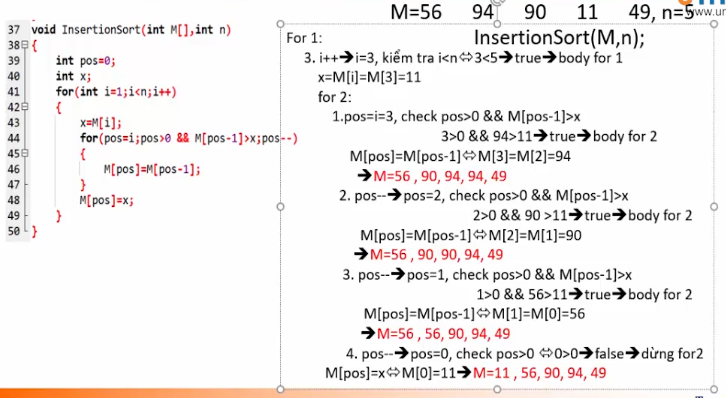 M=56 94 90 11 49, n=5
www.ur
37 void InsertionSort(int M[],int n)
38 {
39 int pos=0;
40 int x;
41 for(int i=1;i<n;i++)
42 {
43 x=M[i];
44 for(pos=i;pos>0 && M[pos-1]>x;pos--)
45 {
46 M[pos]=M[pos-1];
47 }
48 M[pos]=x;
49 }
50 }
For 1: InsertionSort(M,n);
3. i++➔i=3, kiểm tra i<n⇔3<5➔true➔body for 1
x=M[i]=M[3]=11
for 2:
1.pos=i=3, check pos>0 && M[pos-1]>x
3>0 && 94>11➔true➔body for 2
M[pos]=M[pos-1]⇔M[3]=M[2]=94
➔M=56 , 90, 94, 94, 49
2. pos--➔pos=2, check pos>0 && M[pos-1]>x
2>0 && 90 >11➔true➔body for 2
M[pos]=M[pos-1]⇔M[2]=M[1]=90
➔M=56 , 90, 90, 94, 49
3. pos--➔pos=1, check pos>0 && M[pos-1]>x
1>0 && 56>11➔true➔body for 2
M[pos]=M[pos-1]⇔M[1]=M[0]=56
➔M=56 , 56, 90, 94, 49
4. pos--➔pos=0, check pos>0 ⇔0>0➔false➔dừng for2
M[pos]=x⇔M[0]=11➔M=11 , 56, 90, 94, 49